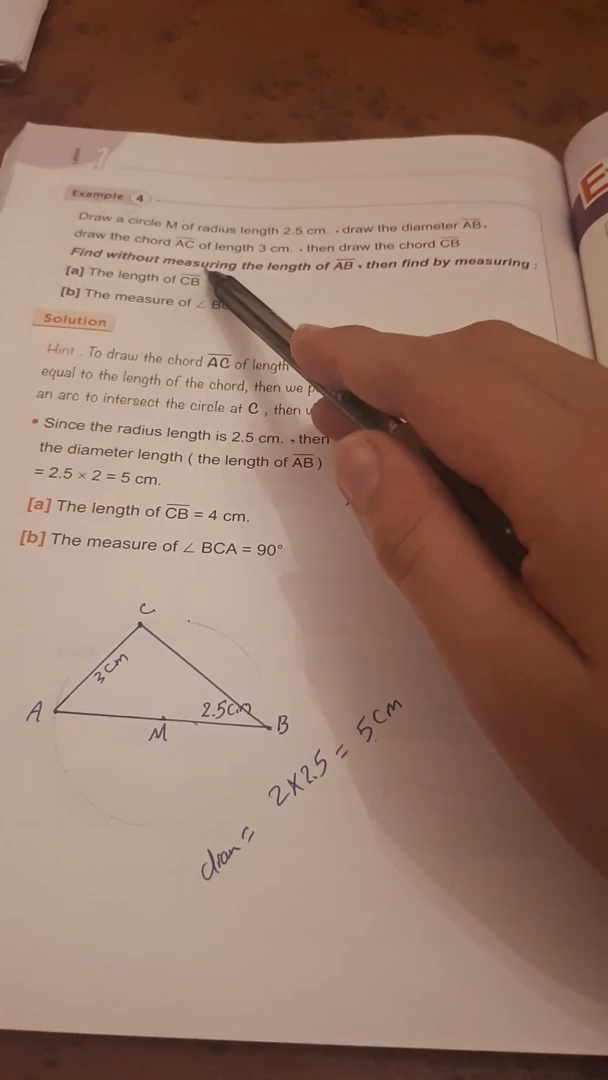 Lesson
1
Example 4
Draw a circle M of radius length 2.5 cm. , draw the diameter AB ,
draw the chord AC of length 3 cm. , then draw the chord CB
Find without measuring the length of AB , then find by measuring :
[a] The length of CB
[b] The measure of ∠
Solution
Hint : To draw the chord AC of length
equal to the length of the chord, then we
an arc to intersect the circle at C , then
• Since the radius length is 2.5 cm. , then
the diameter length ( the length of AB )
= 2.5 × 2 = 5 cm.
[a] The length of CB = 4 cm.
[b] The measure of ∠ BCA = 90°
C
3cm
A
2.5cm
M
B
2×2.5 = 5cm
E